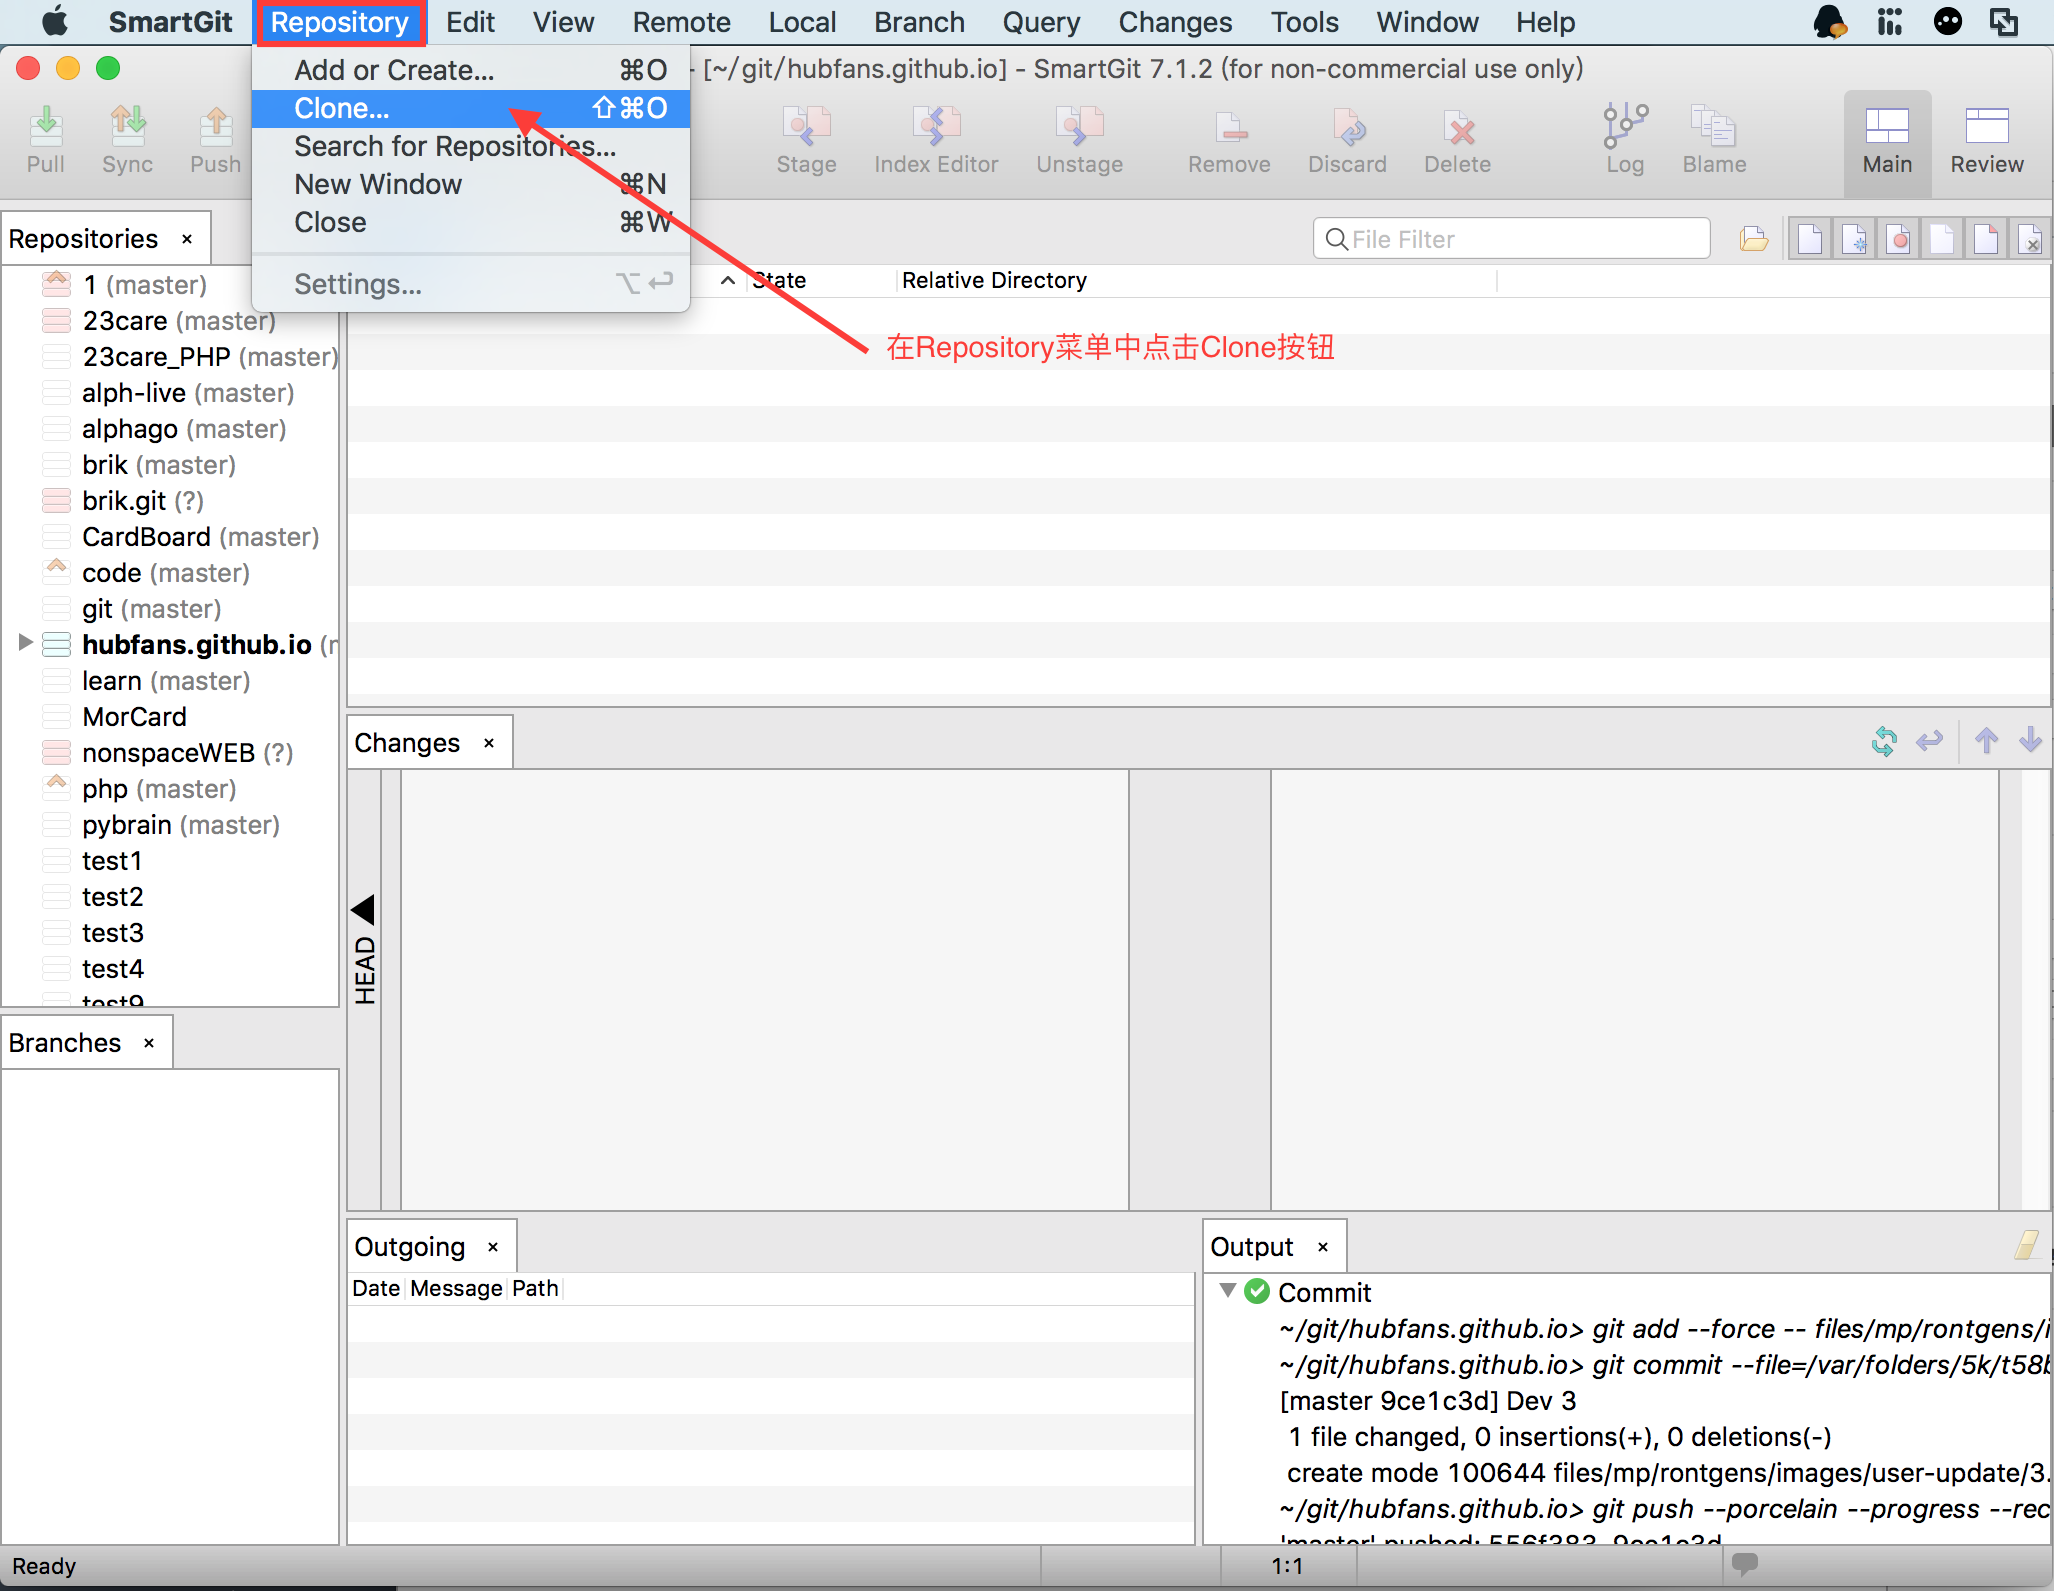 SmartGit Repository Edit View Remote Local Branch Query Changes Tools Window Help
Add or Create... ⌘O
- [~/git/hubfans.github.io] - SmartGit 7.1.2 (for non-commercial use only)
Clone... ⇧⌘O
Search for Repositories...
New Window ⌘N
Close ⌘W
Settings... ⌥↩
Pull Sync Push Stage Index Editor Unstage Remove Discard Delete Log Blame Main Review
Repositories ×
File Filter
State Relative Directory
在Repository菜单中点击Clone按钮
1 (master)
23care (master)
23care_PHP (master)
alph-live (master)
alphago (master)
brik (master)
brik.git (?)
CardBoard (master)
code (master)
git (master)
hubfans.github.io
learn (master)
MorCard
nonspaceWEB (?)
php (master)
pybrain (master)
test1
test2
test3
test4
test9
Changes ×
HEAD
Branches ×
Outgoing ×
Date Message Path
Output ×
Commit
~/git/hubfans.github.io> git add --force -- files/mp/rontgens/i
~/git/hubfans.github.io> git commit --file=/var/folders/5k/t58b
[master 9ce1c3d] Dev 3
1 file changed, 0 insertions(+), 0 deletions(-)
create mode 100644 files/mp/rontgens/images/user-update/3.
~/git/hubfans.github.io> git push --porcelain --progress --rec
'master' pushed: 556f383..9ce1c3d
Ready 1:1